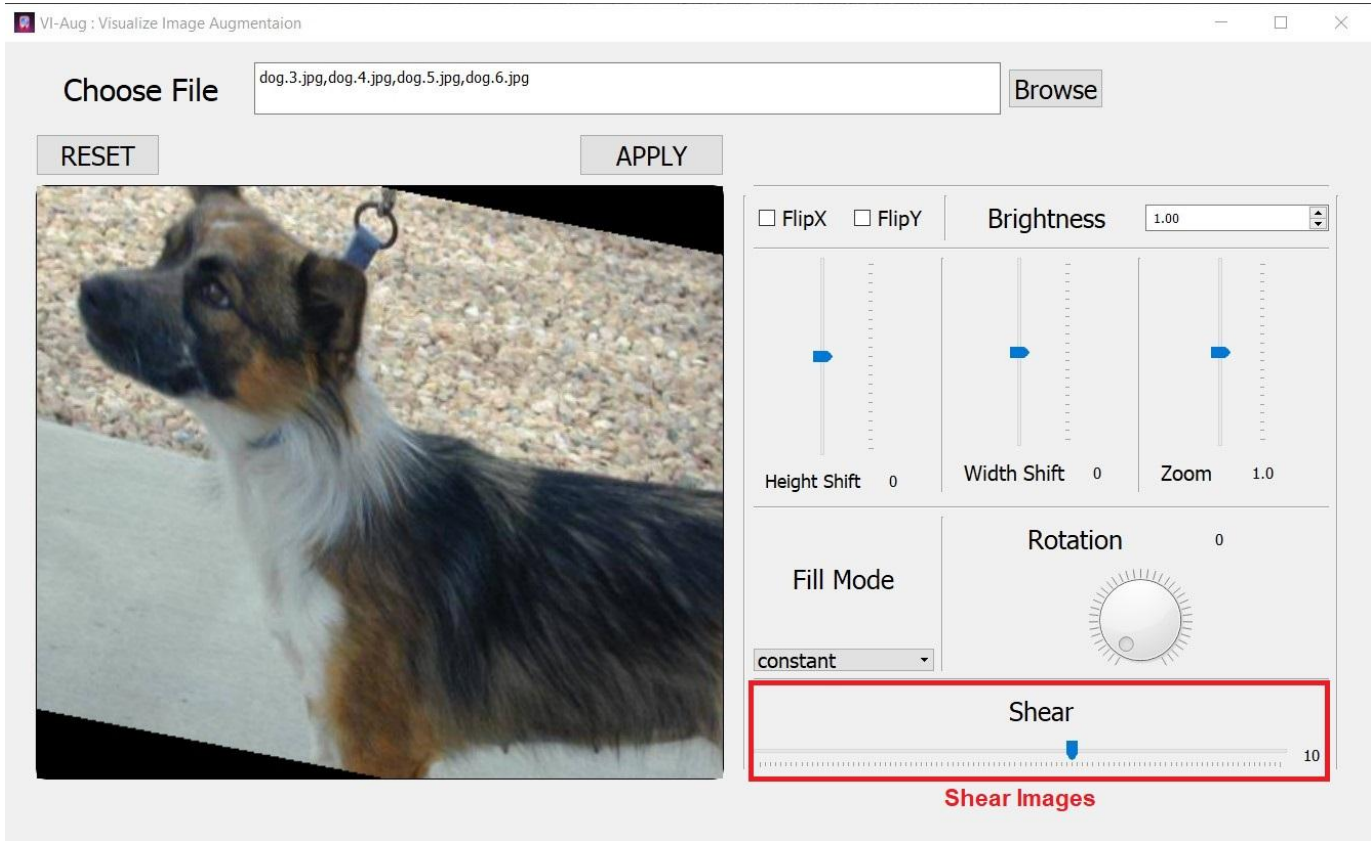 VI-Aug : Visualize Image Augmentaion
Choose File
dog.3.jpg,dog.4.jpg,dog.5.jpg,dog.6.jpg
Browse
RESET
APPLY
FlipX
FlipY
Brightness
1.00
Height Shift 0
Width Shift 0
Zoom 1.0
Fill Mode
constant
Rotation 0
Shear
10
Shear Images